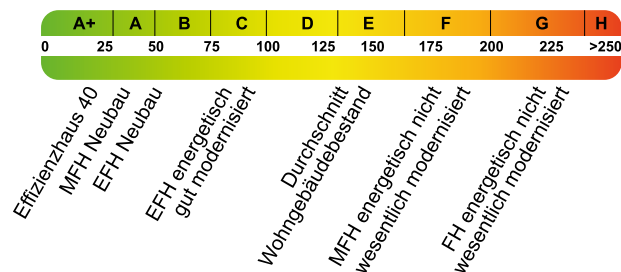 A+ A B C D E F G H
0 25 50 75 100 125 150 175 200 225 >250
Effizienzhaus 40
MFH Neubau
EFH Neubau
EFH energetisch
gut modernisiert
Durchschnitt
Wohngebäudebestand
MFH energetisch nicht
wesentlich modernisiert
FH energetisch nicht
wesentlich modernisiert